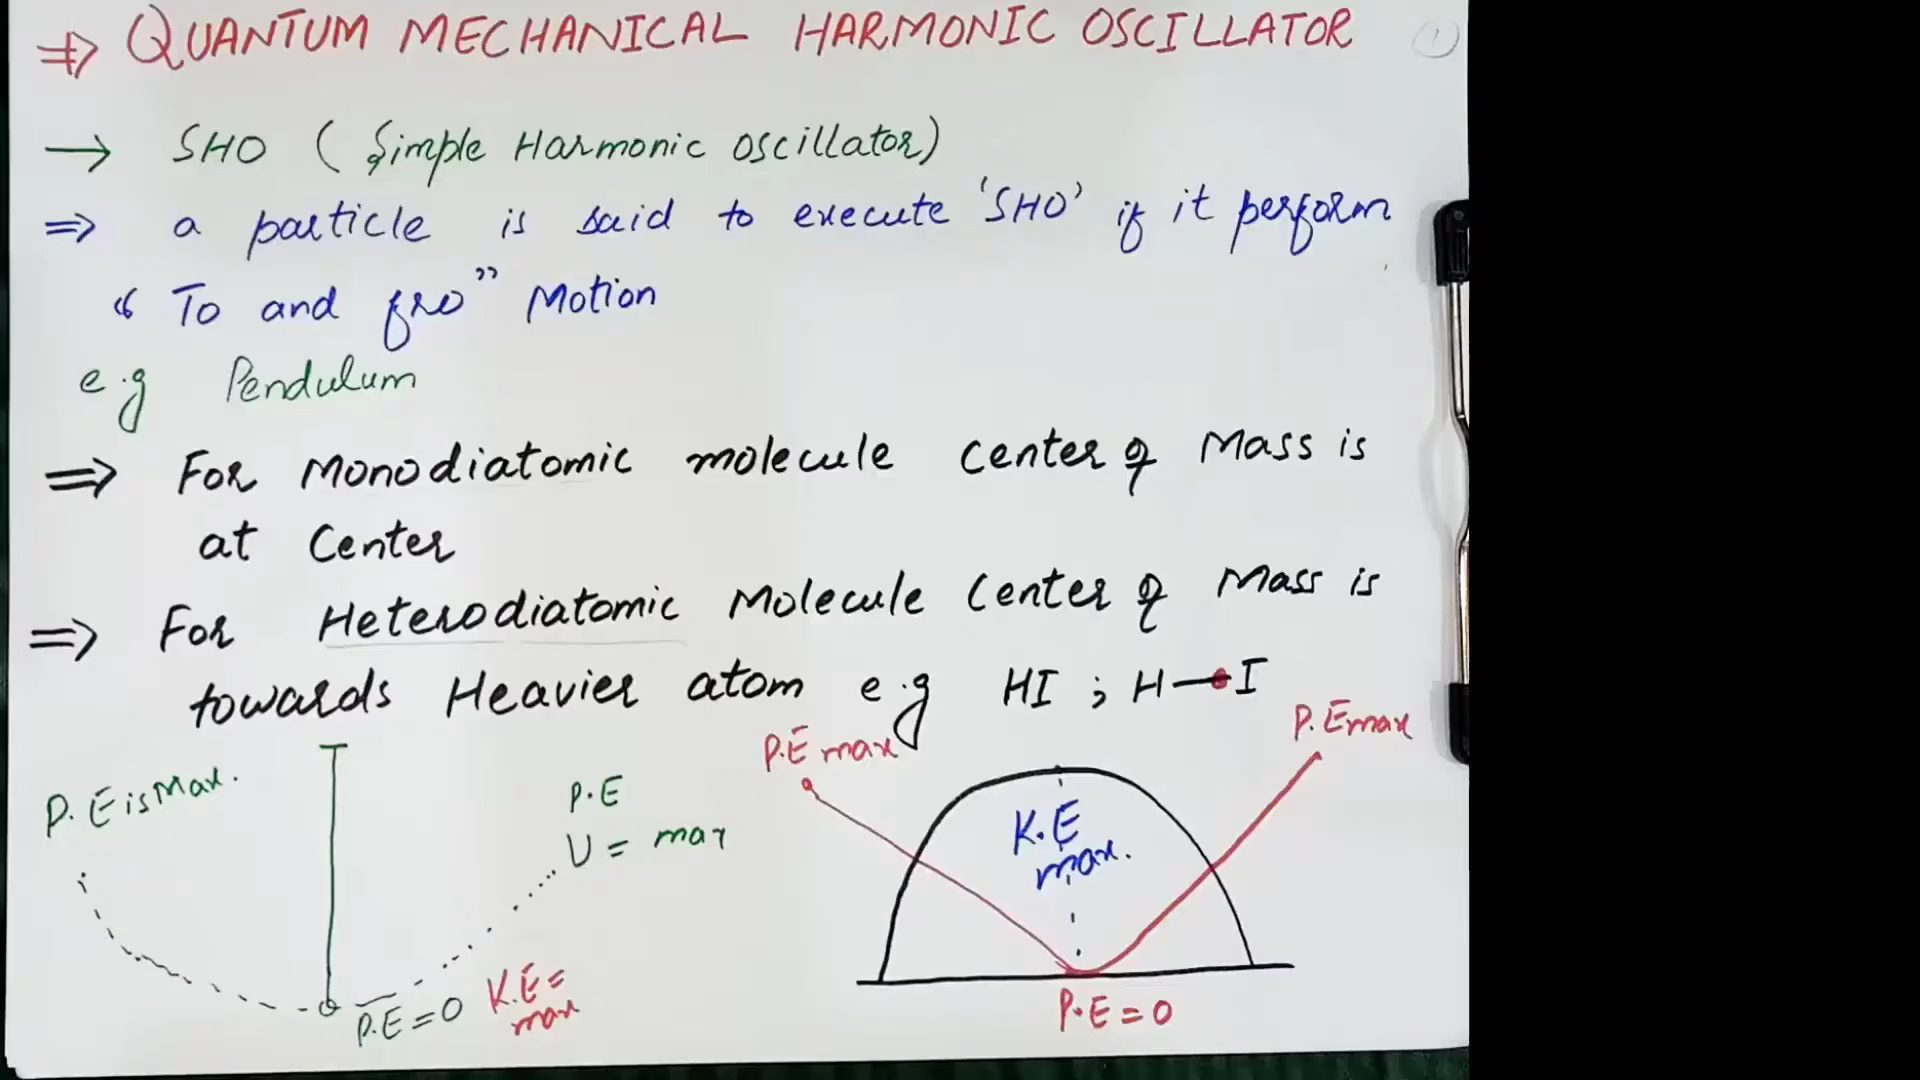 ⇒ QUANTUM MECHANICAL HARMONIC OSCILLATOR 1
→ SHO ( Simple Harmonic oscillator)
⇒ a particle is said to execute 'SHO' if it perform
“ To and fro” Motion
e.g Pendulum
⇒ For Monodiatomic molecule center of Mass is
at Center
⇒ For Heterodiatomic Molecule Center of Mass is
towards Heavier atom e.g HI ; H—I
P.E is Max.
P.E
U = max
P.E = 0
K.E =
max
P.E max
P.E max
K.E
max.
P.E = 0